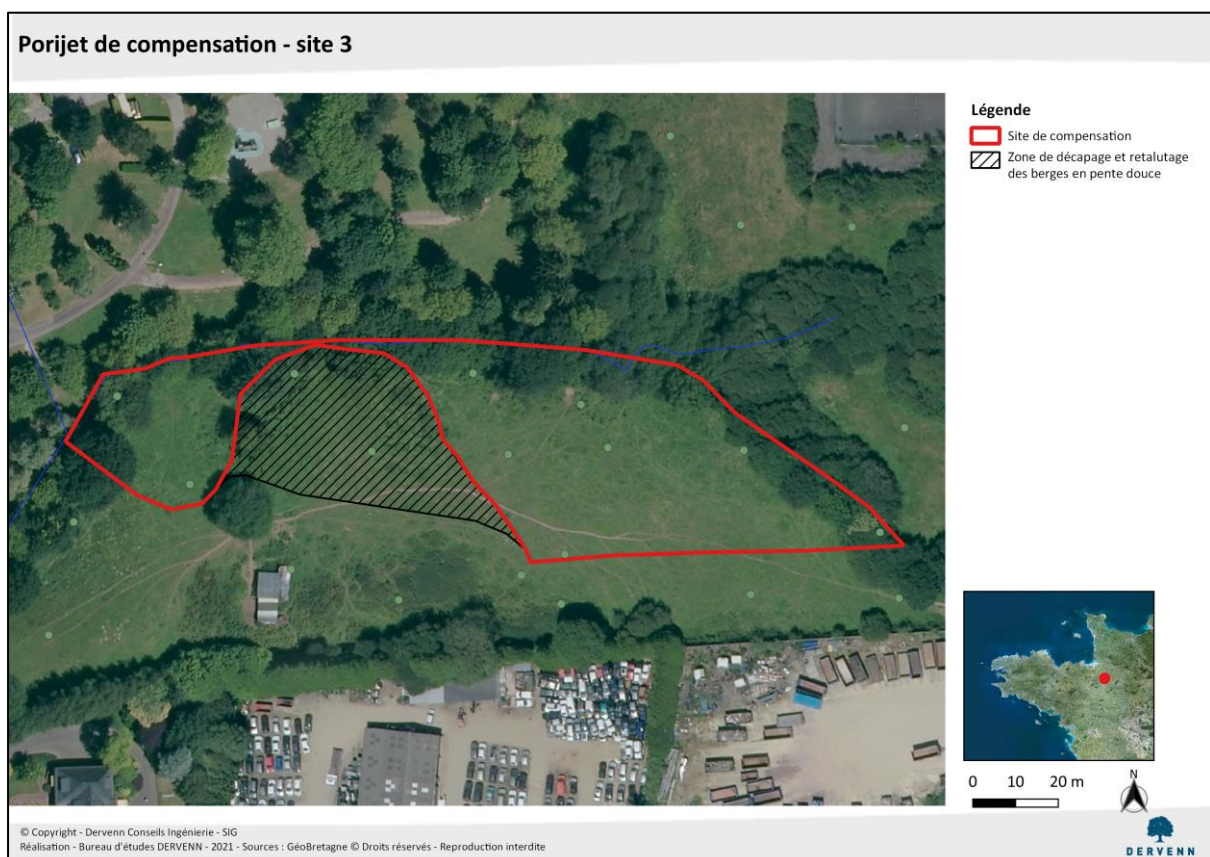 Porijet de compensation - site 3
Légende
Site de compensation
Zone de décapage et retalutage
des berges en pente douce
0 10 20 m
N
© Copyright - Dervenn Conseils Ingénierie - SIG
Réalisation - Bureau d'études DERVENN - 2021 - Sources : GéoBretagne © Droits réservés - Reproduction interdite
DERVENN